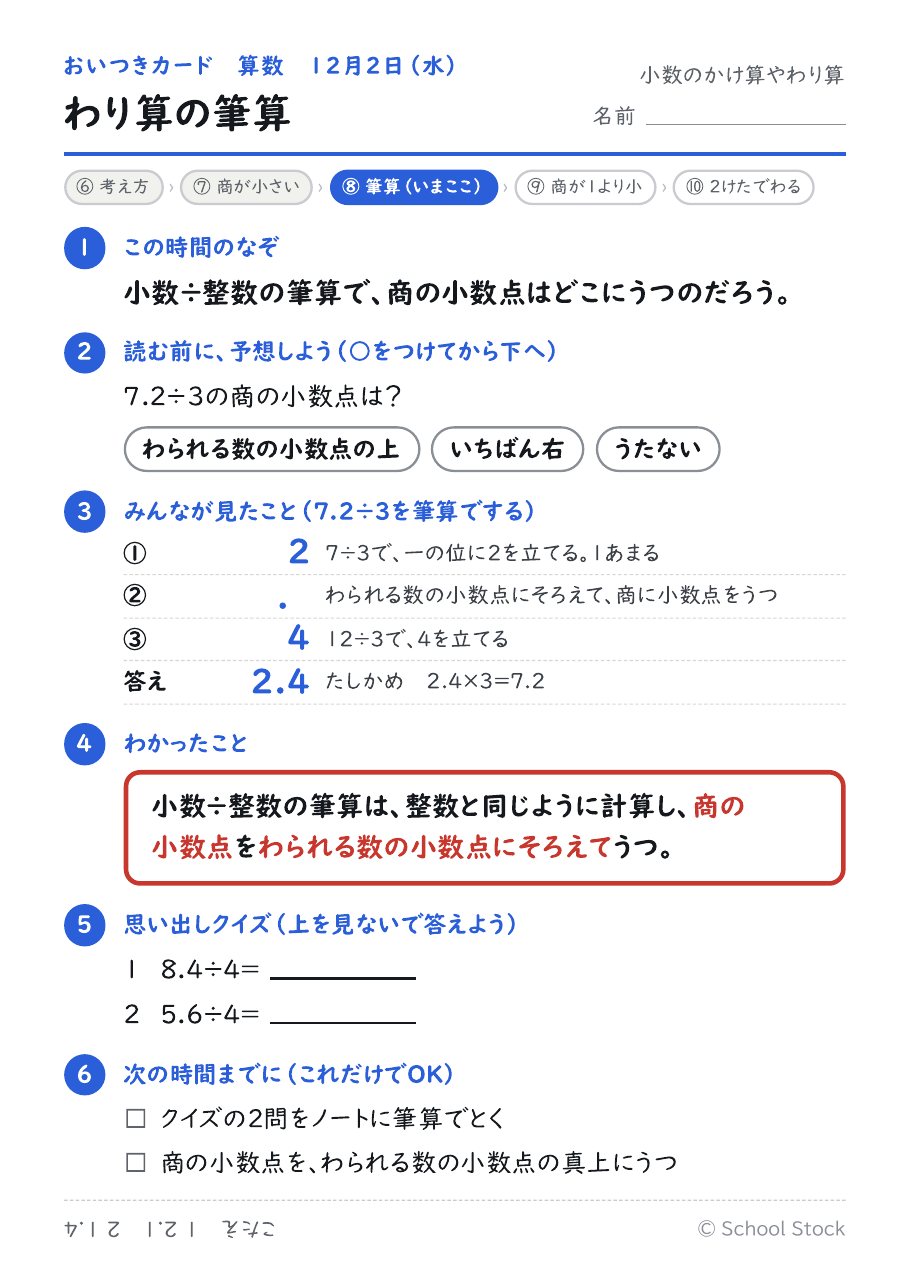 おいつきカード　算数　12月2日（水）
小数のかけ算やわり算
わり算の筆算
名前
⑥ 考え方 › ⑦ 商が小さい › ⑧ 筆算（いまここ） › ⑨ 商が1より小 › ⑩ 2けたでわる
1 この時間のなぞ
小数÷整数の筆算で、商の小数点はどこにうつのだろう。
2 読む前に、予想しよう（○をつけてから下へ）
7.2÷3の商の小数点は？
わられる数の小数点の上 いちばん右 うたない
3 みんなが見たこと（7.2÷3を筆算でする）
① 2 7÷3で、一の位に2を立てる。1あまる
② . わられる数の小数点にそろえて、商に小数点をうつ
③ 4 12÷3で、4を立てる
答え 2.4 たしかめ　2.4×3=7.2
4 わかったこと
小数÷整数の筆算は、整数と同じように計算し、商の
小数点をわられる数の小数点にそろえてうつ。
5 思い出しクイズ（上を見ないで答えよう）
1 8.4÷4=
2 5.6÷4=
6 次の時間までに（これだけでOK）
□ クイズの2問をノートに筆算でとく
□ 商の小数点を、わられる数の小数点の真上にうつ
こたえ　1 2.1　2 1.4
© School Stock